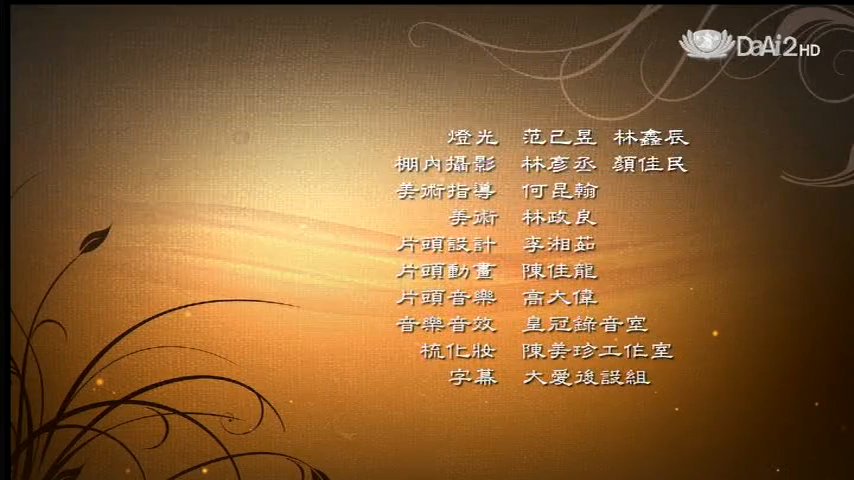 DaAi2HD
燈光 范己昱 林鑫辰
棚內攝影 林彥丞 顏佳民
美術指導 何昆翰
美術 林政良
片頭設計 李湘茹
片頭動畫 陳佳龍
片頭音樂 高大偉
音樂音效 皇冠錄音室
梳化妝 陳美珍工作室
字幕 大愛後設組